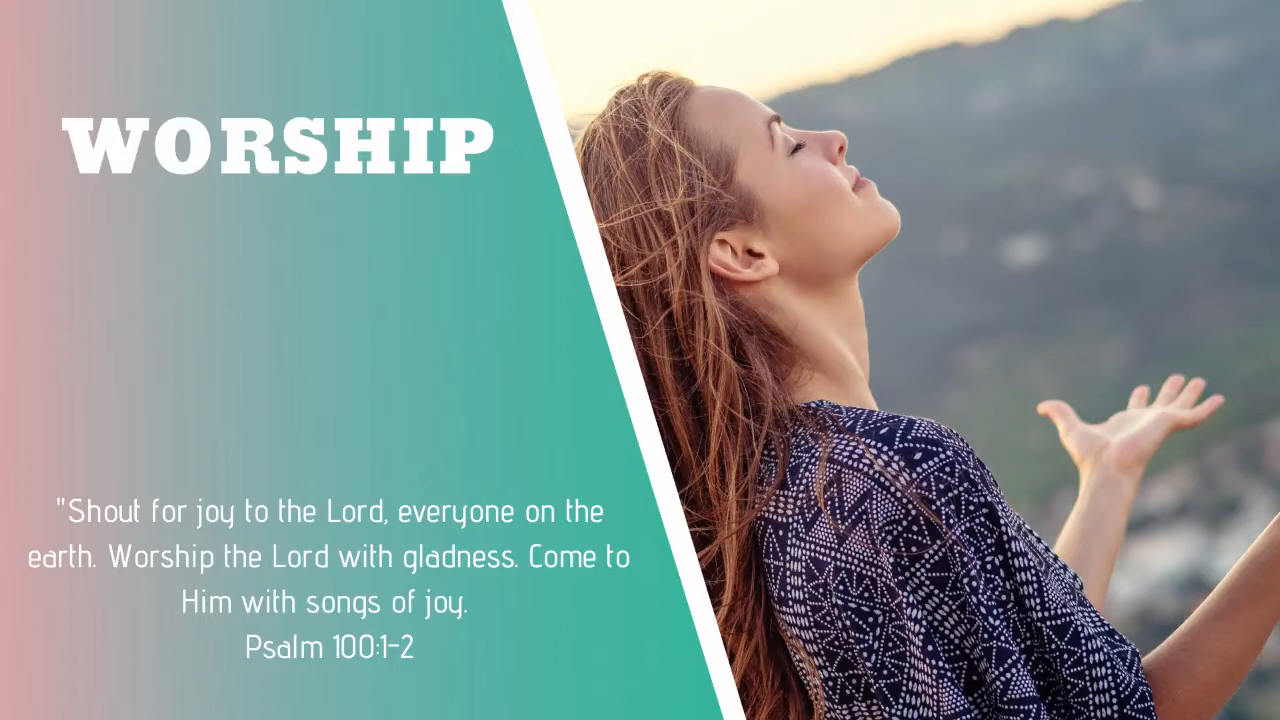 WORSHIP
"Shout for joy to the Lord, everyone on the
earth. Worship the Lord with gladness. Come to
Him with songs of joy.
Psalm 100:1-2